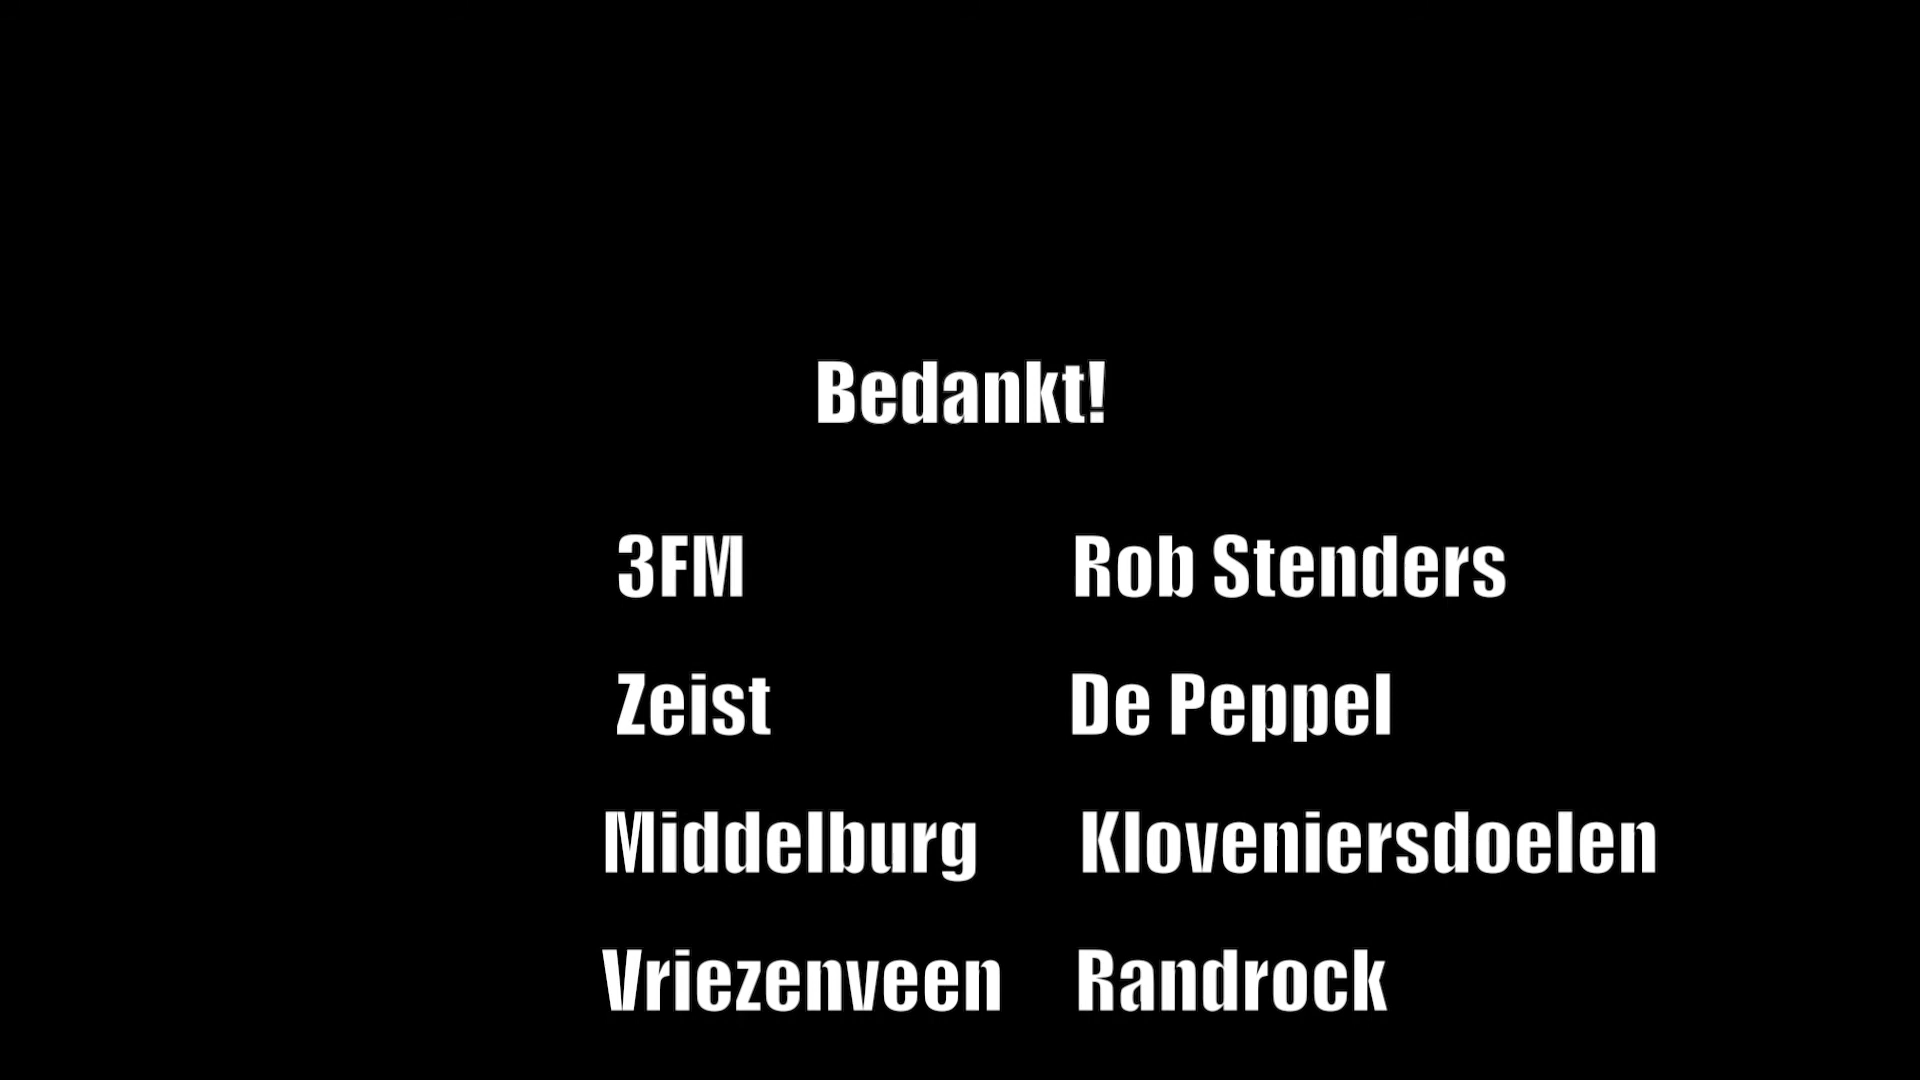 Bedankt!
3FM Rob Stenders
Zeist De Peppel
Middelburg Kloveniersdoelen
Vriezenveen Randrock